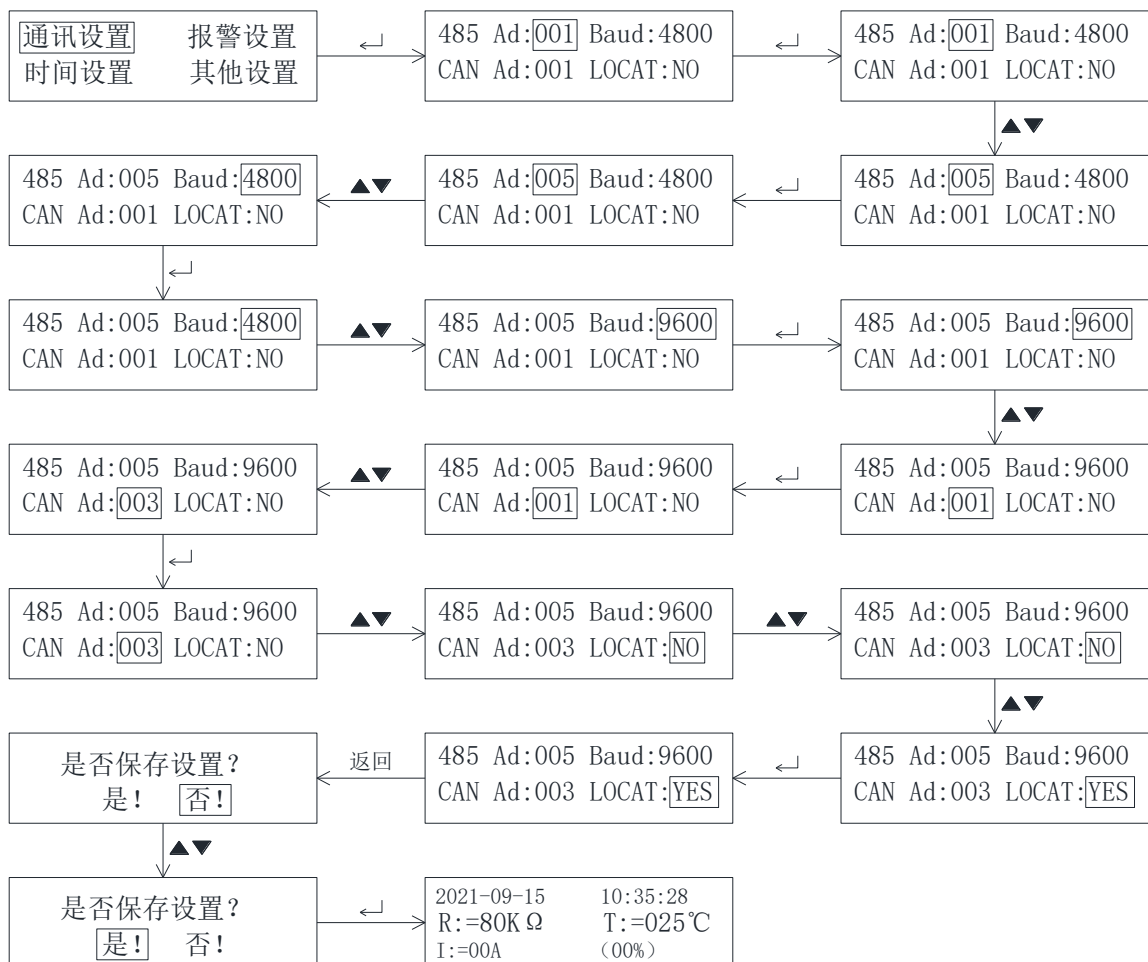 通讯设置 报警设置
时间设置 其他设置
485 Ad:001 Baud:4800
CAN Ad:001 LOCAT:NO
485 Ad:001 Baud:4800
CAN Ad:001 LOCAT:NO
485 Ad:005 Baud:4800
CAN Ad:001 LOCAT:NO
485 Ad:005 Baud:4800
CAN Ad:001 LOCAT:NO
485 Ad:005 Baud:4800
CAN Ad:001 LOCAT:NO
485 Ad:005 Baud:4800
CAN Ad:001 LOCAT:NO
485 Ad:005 Baud:9600
CAN Ad:001 LOCAT:NO
485 Ad:005 Baud:9600
CAN Ad:001 LOCAT:NO
485 Ad:005 Baud:9600
CAN Ad:003 LOCAT:NO
485 Ad:005 Baud:9600
CAN Ad:001 LOCAT:NO
485 Ad:005 Baud:9600
CAN Ad:001 LOCAT:NO
485 Ad:005 Baud:9600
CAN Ad:003 LOCAT:NO
485 Ad:005 Baud:9600
CAN Ad:003 LOCAT:NO
485 Ad:005 Baud:9600
CAN Ad:003 LOCAT:NO
是否保存设置?
是! 否!
返回
485 Ad:005 Baud:9600
CAN Ad:003 LOCAT:YES
485 Ad:005 Baud:9600
CAN Ad:003 LOCAT:YES
是否保存设置?
是! 否!
2021-09-15 10:35:28
R:=80KΩ T:=025℃
I:=00A (00%)